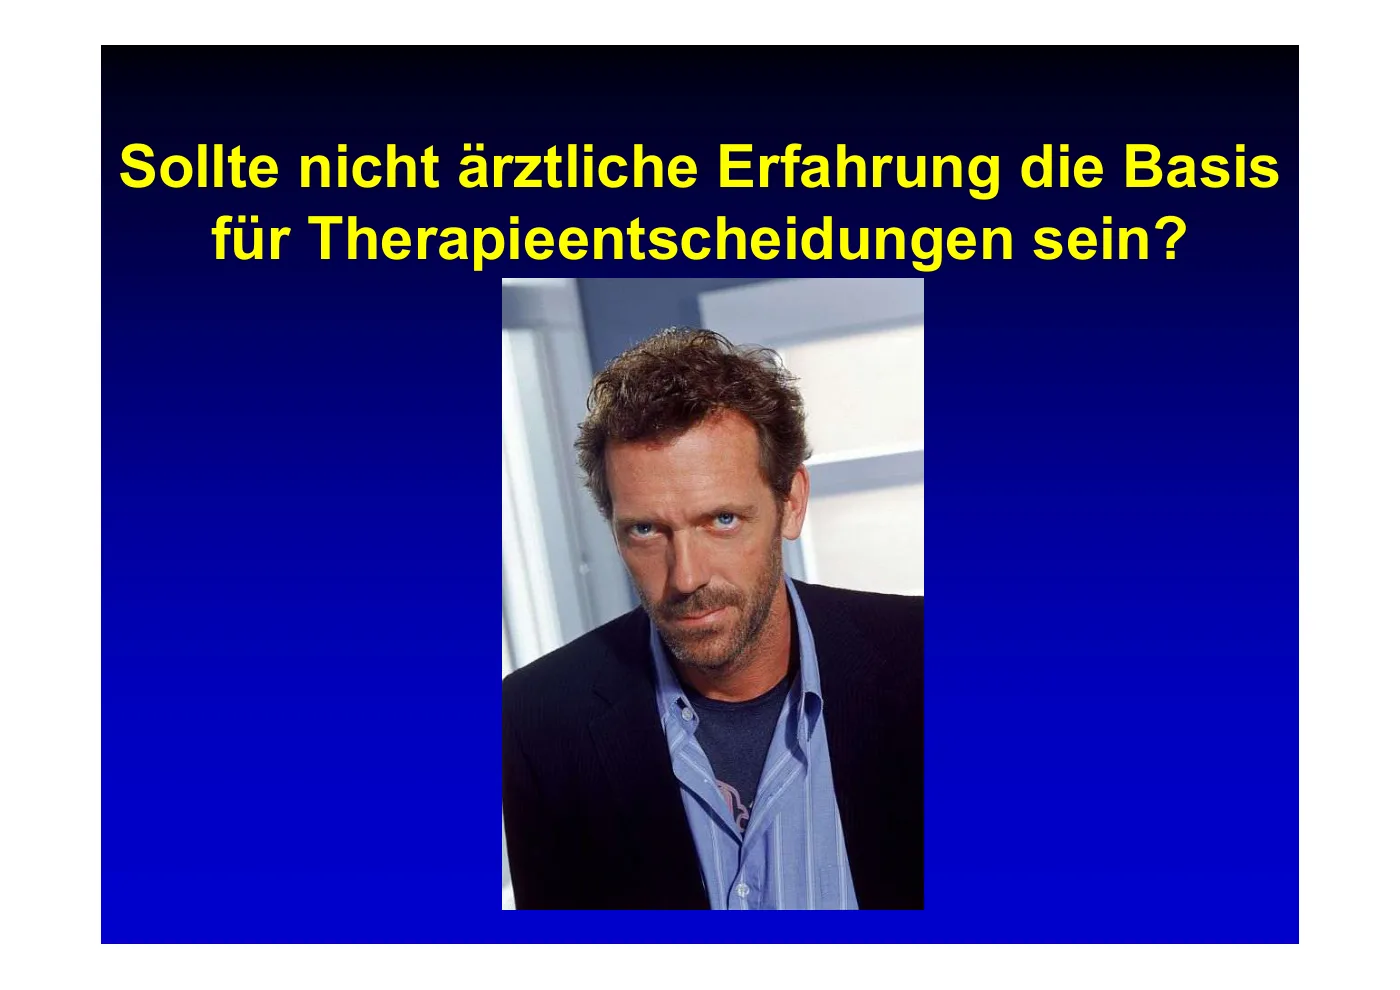 Sollte nicht ärztliche Erfahrung die Basis
für Therapieentscheidungen sein?